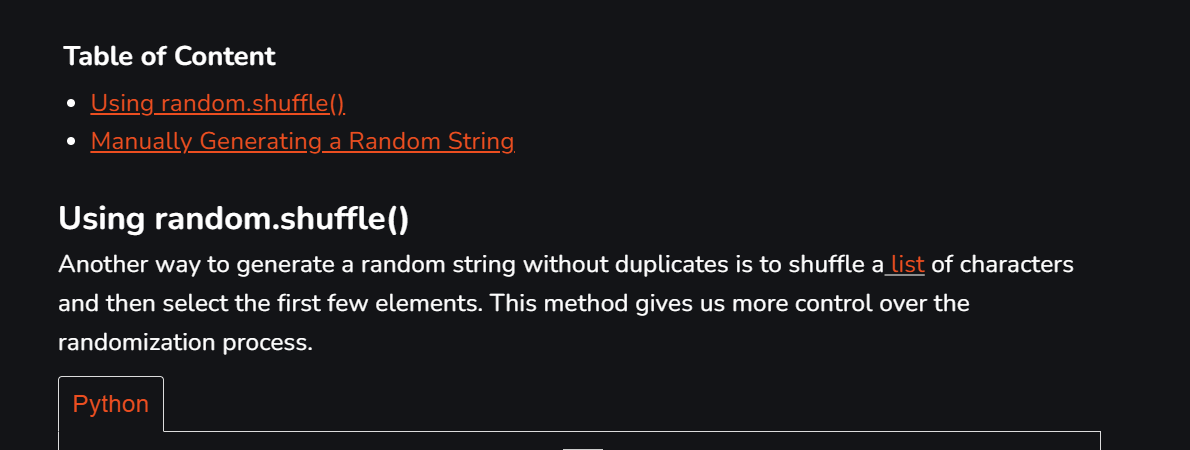 Table of Content
Using random.shuffle()
Manually Generating a Random String
Using random.shuffle()
Another way to generate a random string without duplicates is to shuffle a list of characters
and then select the first few elements. This method gives us more control over the
randomization process.
Python